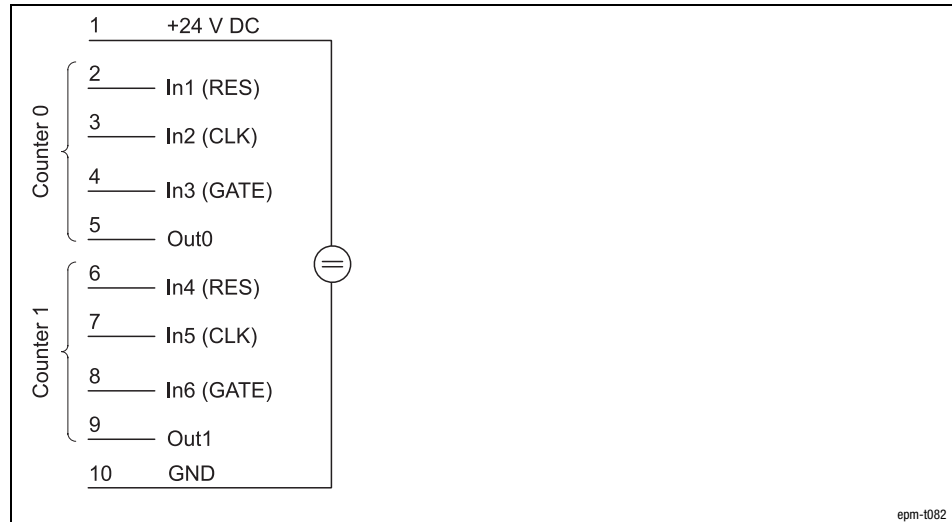 1 +24 V DC
Counter 0
2 In1 (RES)
3 In2 (CLK)
4 In3 (GATE)
5 Out0
Counter 1
6 In4 (RES)
7 In5 (CLK)
8 In6 (GATE)
9 Out1
10 GND
epm-t082